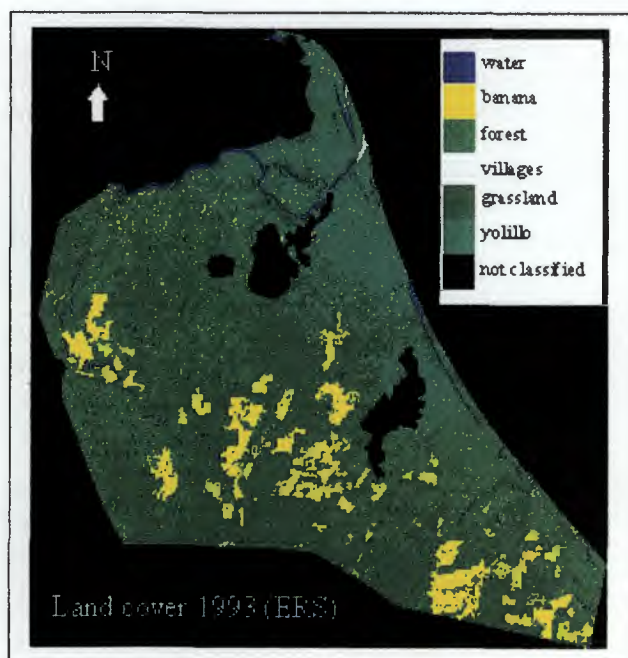 N
water
banana
forest
villages
grassland
yolillo
not classified
Land cover 1993 (ERS)